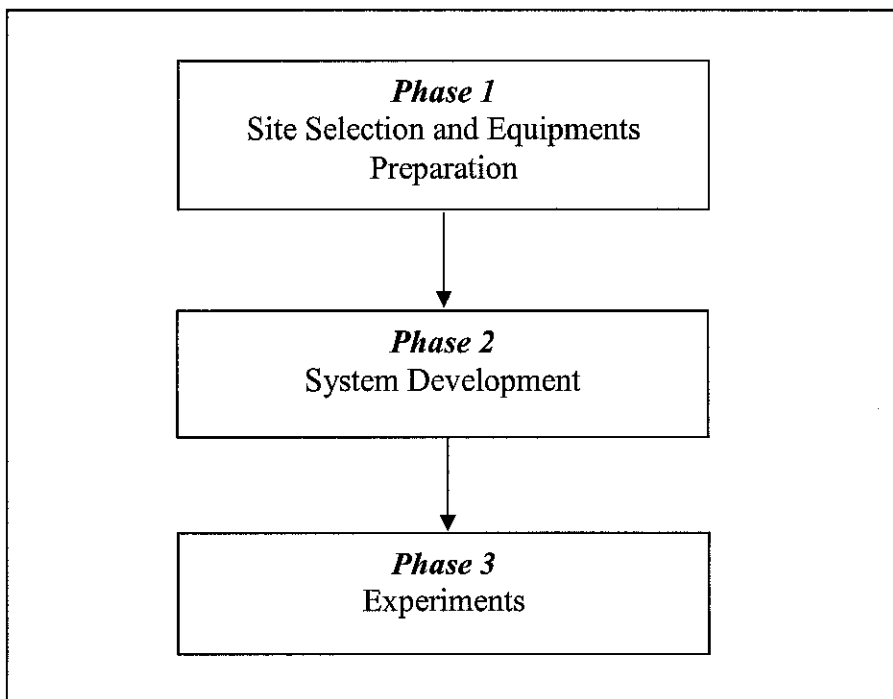 Phase 1
Site Selection and Equipments
Preparation
Phase 2
System Development
Phase 3
Experiments